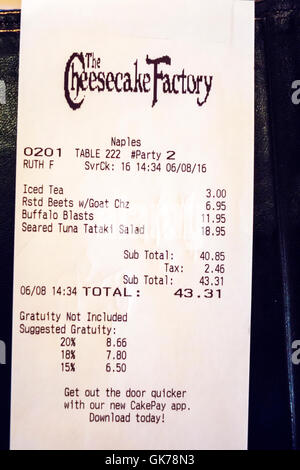 The
Cheesecake Factory
Naples
0201 TABLE 222 #Party 2
RUTH F SvrCk: 16 14:34 06/08/16
Iced Tea 3.00
Rstd Beets w/Goat Chz 6.95
Buffalo Blasts 11.95
Seared Tuna Tataki Salad 18.95
Sub Total: 40.85
Tax: 2.46
Sub Total: 43.31
06/08 14:34 TOTAL: 43.31
Gratuity Not Included
Suggested Gratuity:
20% 8.66
18% 7.80
15% 6.50
Get out the door quicker
with our new CakePay app.
Download today!
alamy stock photo